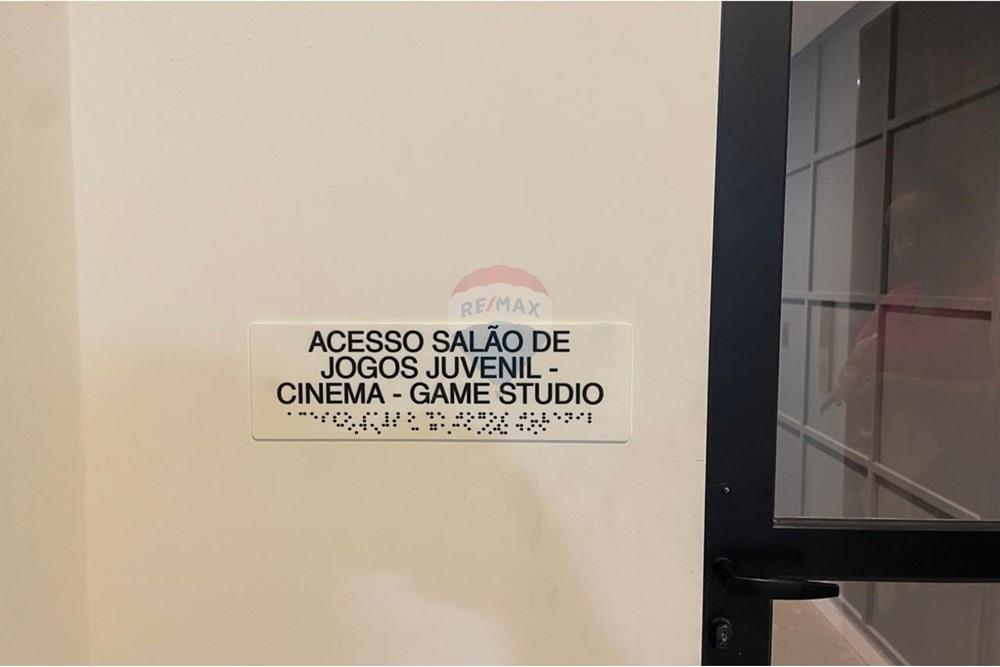 RE/MAX
ACESSO SALÃO DE
JOGOS JUVENIL -
CINEMA - GAME STUDIO